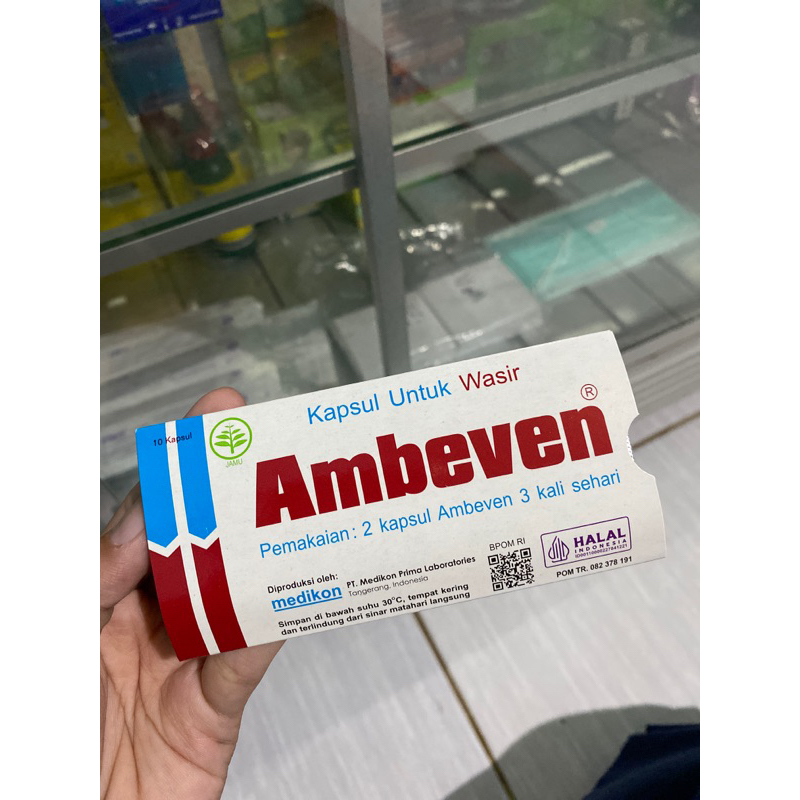 Kapsul Untuk Wasir
10 Kapsul
JAMU
Ambeven®
Pemakaian: 2 kapsul Ambeven 3 kali sehari
Diproduksi oleh:
medikon PT. Medikon Prima Laboratories
Tangerang, Indonesia
Simpan di bawah suhu 30°C, tempat kering
dan terlindung dari sinar matahari langsung
BPOM RI
HALAL
INDONESIA
POM TR. 082 378 191